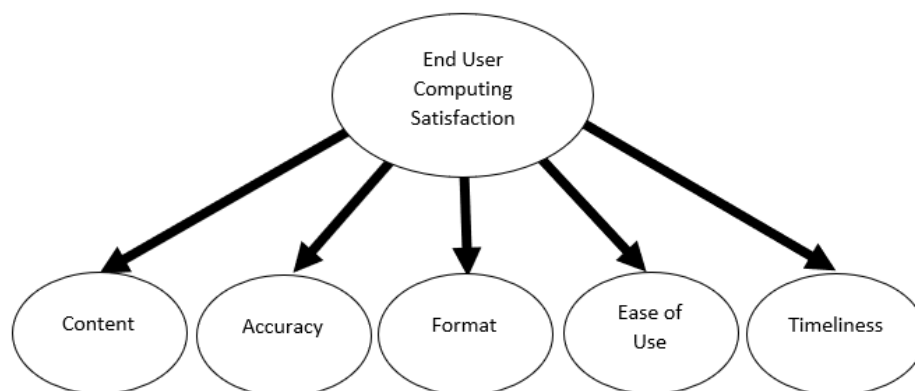 End User
Computing
Satisfaction
Content
Accuracy
Format
Ease of
Use
Timeliness